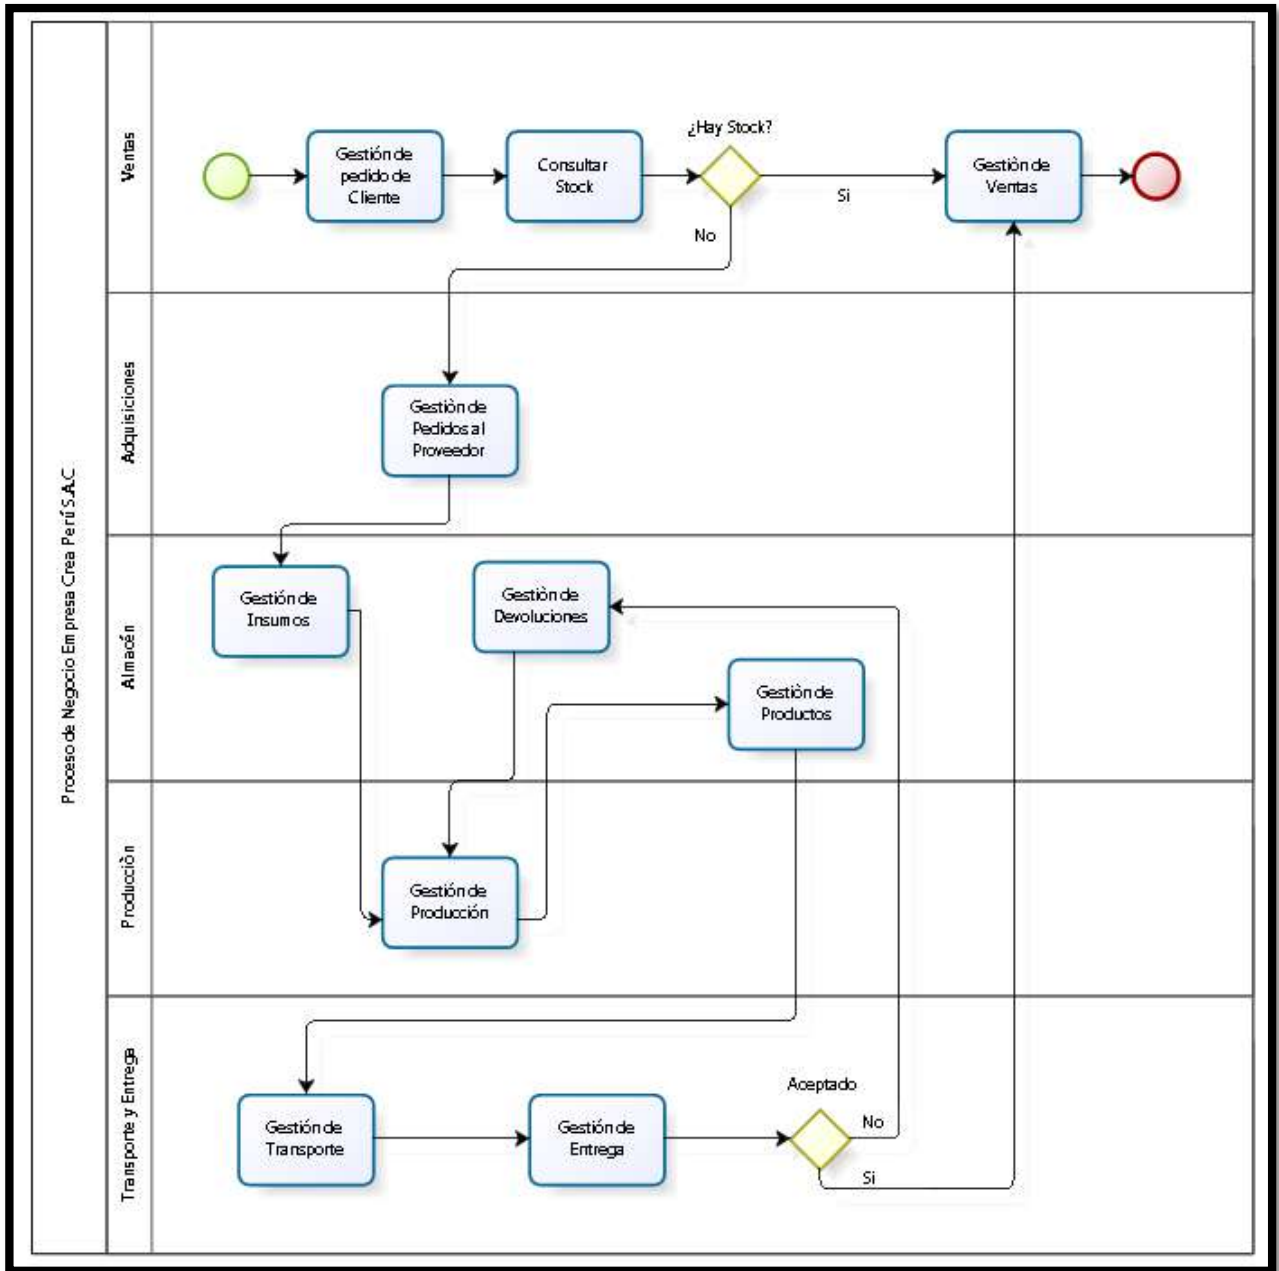 Proceso de Negocio Empresa Crea Perú S.A.C
Ventas
Gestión de
pedido de
Cliente
Consultar
Stock
¿Hay Stock?
Si
No
Gestiòn de
Ventas
Adquisiciones
Gestiòn de
Pedidos al
Proveedor
Almacén
Gestión de
Insumos
Gestiòn de
Devoluciones
Gestiòn de
Productos
Producciòn
Gestión de
Producción
Transporte y Entrega
Gestión de
Transporte
Gestión de
Entrega
Aceptado
No
Si